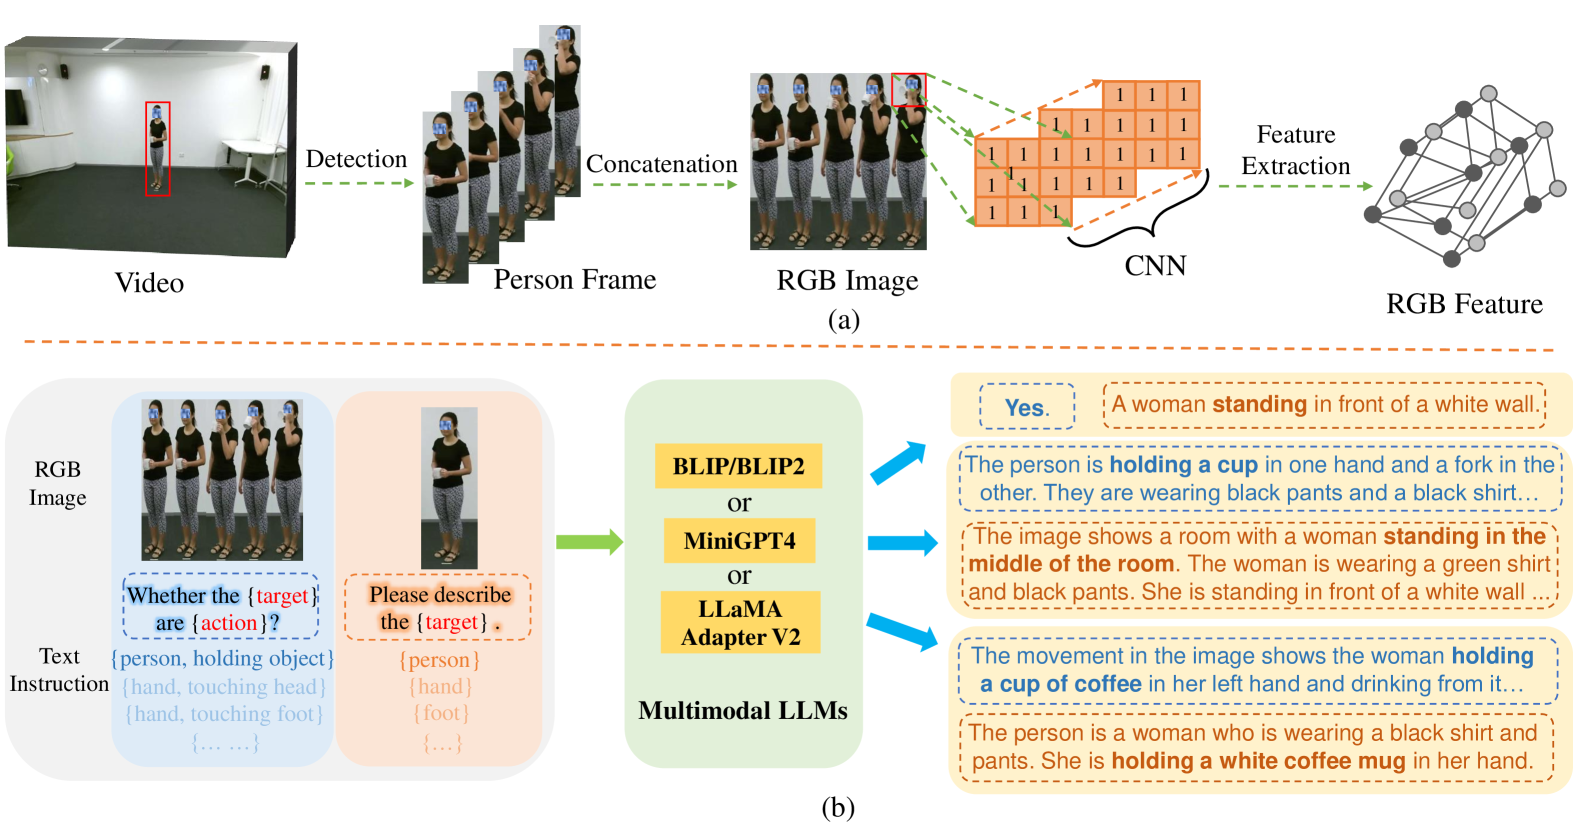 Video
Detection
Person Frame
Concatenation
RGB Image
1 1 1
1 1 1 1 1
1 1 1 1 1 1 1
1 1 1 1 1 1
1 1 1
CNN
Feature
Extraction
RGB Feature
(a)
RGB
Image
Whether the {target}
are {action}?
Please describe
the {target} .
Text
Instruction
{person, holding object}
{hand, touching head}
{hand, touching foot}
{... ...}
{person}
{hand}
{foot}
{...}
BLIP/BLIP2
or
MiniGPT4
or
LLaMA
Adapter V2
Multimodal LLMs
Yes.
A woman standing in front of a white wall.
The person is holding a cup in one hand and a fork in the
other. They are wearing black pants and a black shirt...
The image shows a room with a woman standing in the
middle of the room. The woman is wearing a green shirt
and black pants. She is standing in front of a white wall ...
The movement in the image shows the woman holding
a cup of coffee in her left hand and drinking from it...
The person is a woman who is wearing a black shirt and
pants. She is holding a white coffee mug in her hand.
(b)